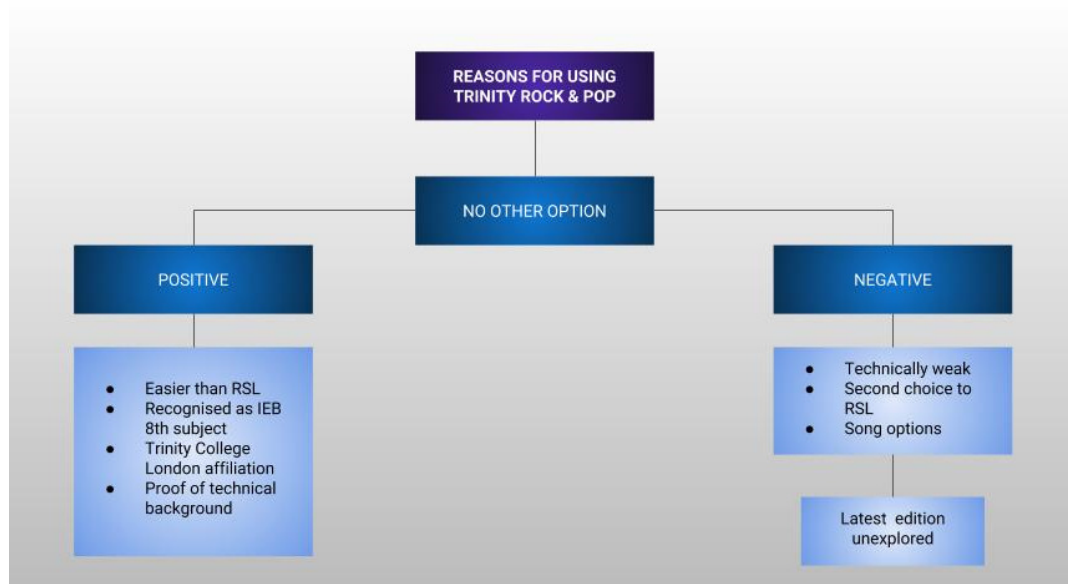 REASONS FOR USING
TRINITY ROCK & POP
NO OTHER OPTION
POSITIVE
● Easier than RSL
● Recognised as IEB
8th subject
● Trinity College
London affiliation
● Proof of technical
background
NEGATIVE
● Technically weak
● Second choice to
RSL
● Song options
Latest edition
unexplored